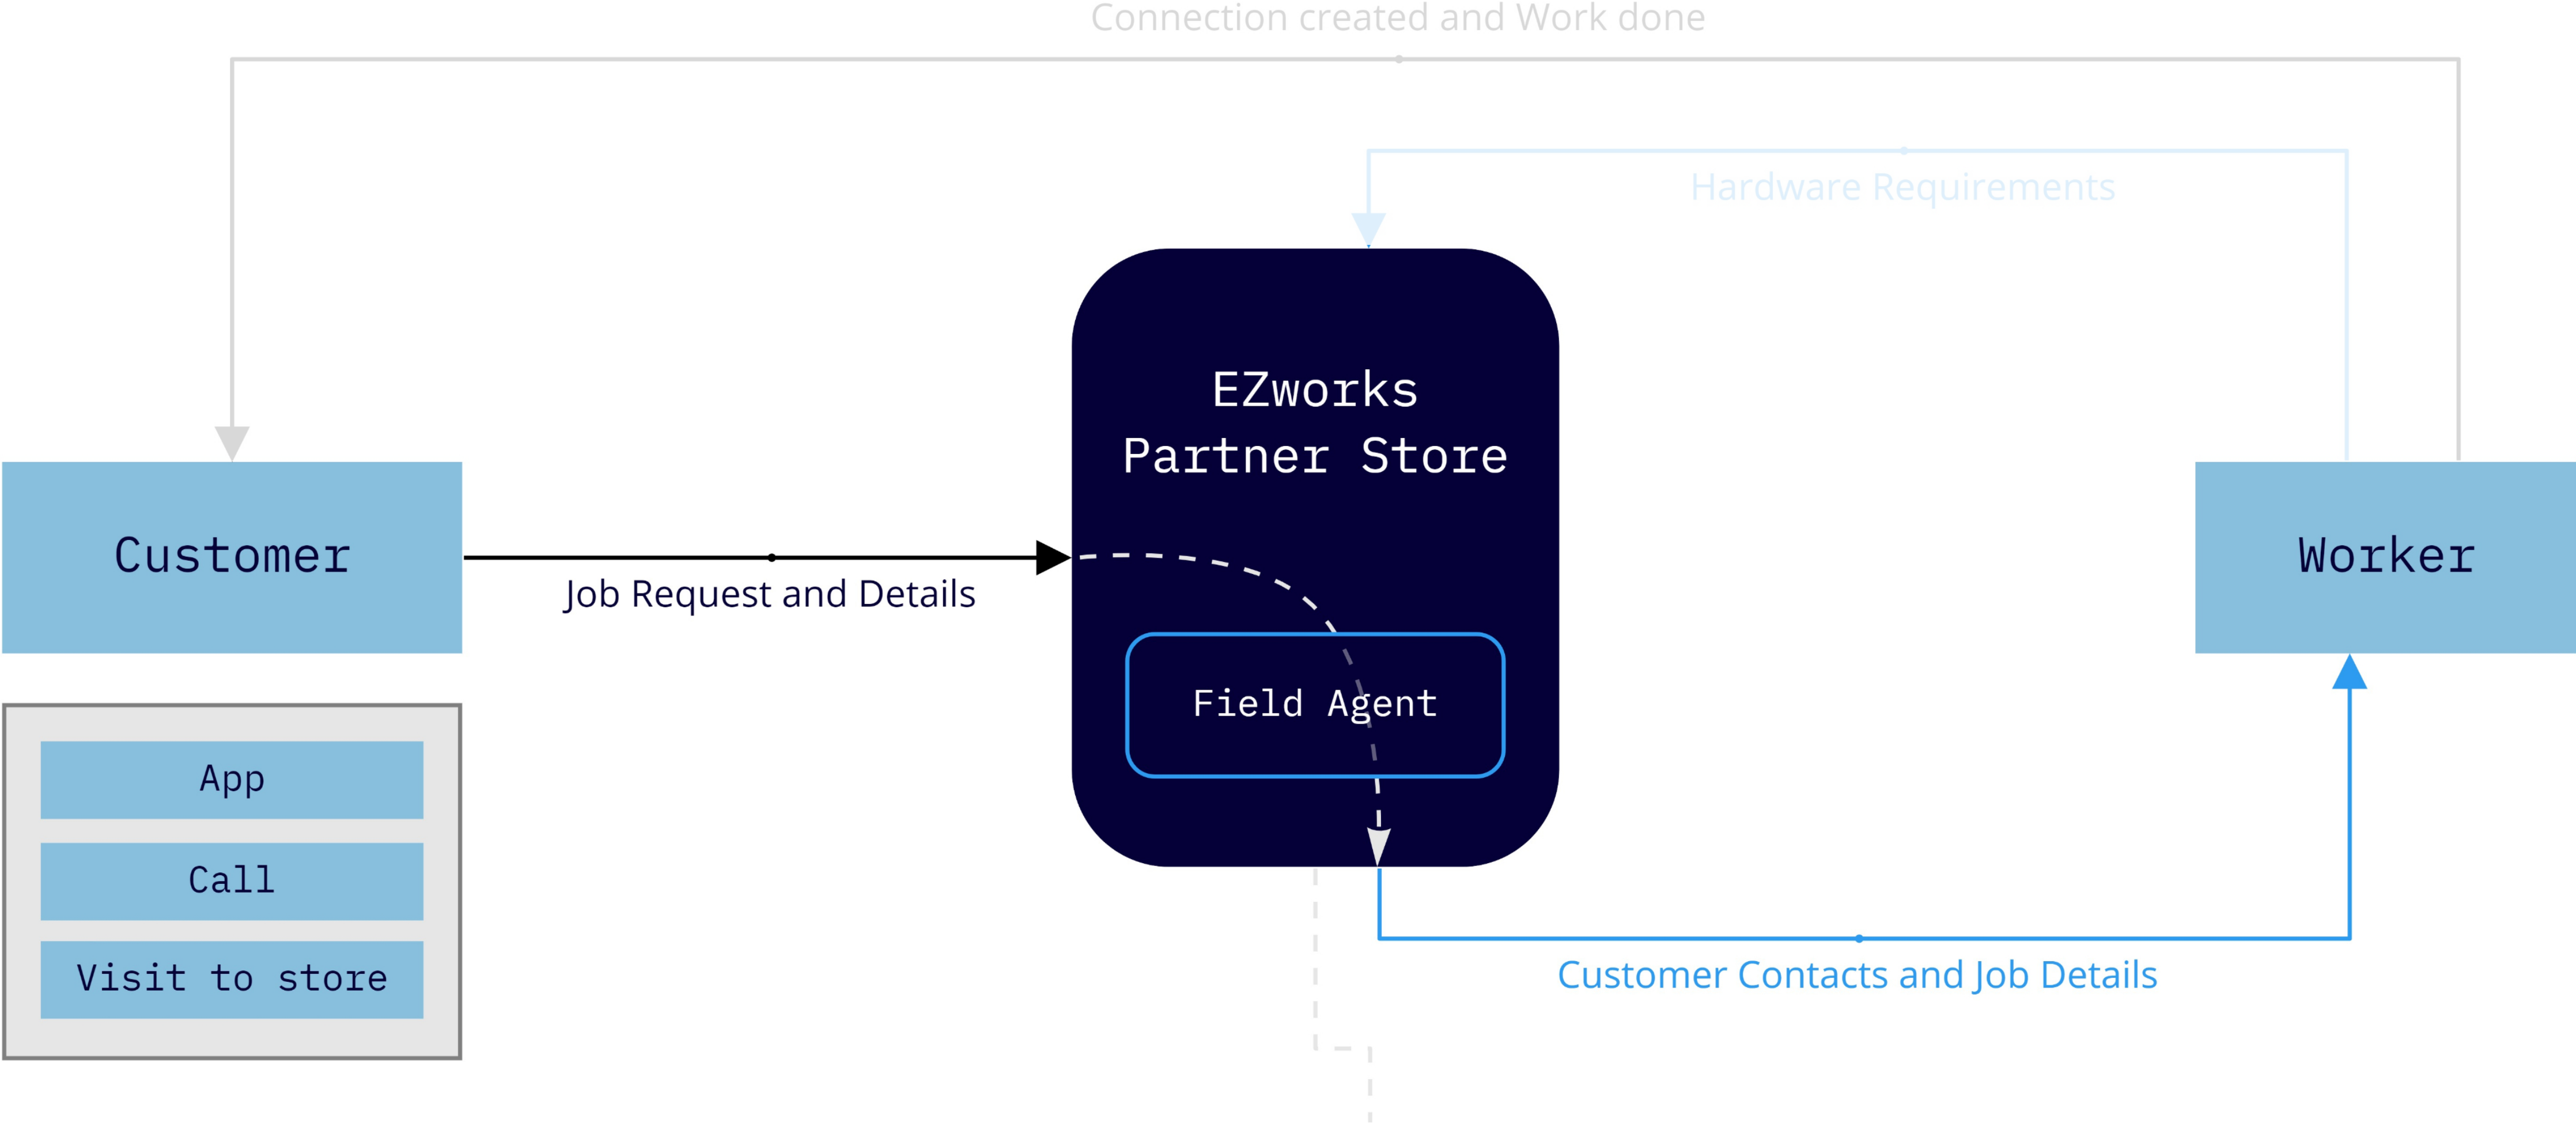 Connection created and Work done
Hardware Requirements
EZworks
Partner Store
Customer
Job Request and Details
Worker
Field Agent
App
Call
Visit to store
Customer Contacts and Job Details